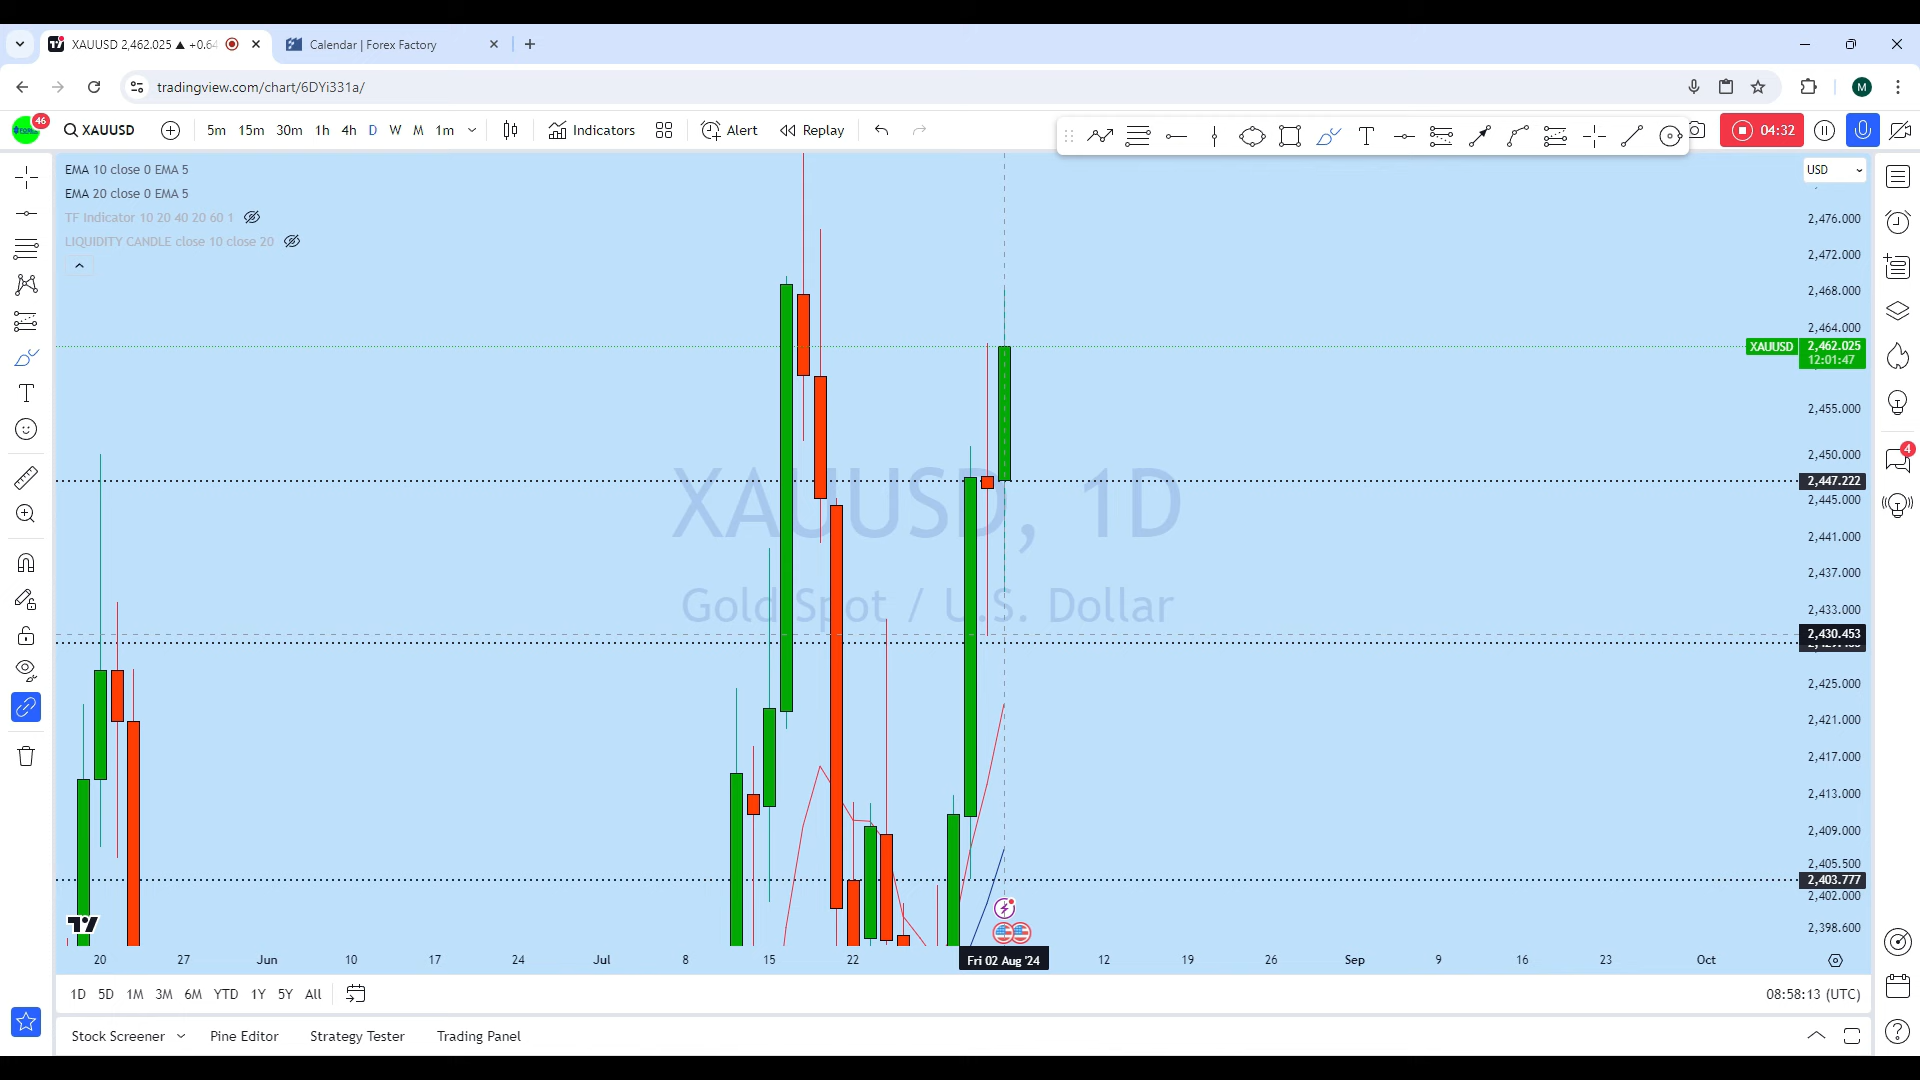 XAUUSD 2,462.025 ▲ +0.64
Calendar | Forex Factory
tradingview.com/chart/6DYi331a/
M
46
XAUUSD
5m 15m 30m 1h 4h D W M 1m
Indicators
Alert
Replay
04:32
EMA 10 close 0 EMA 5
EMA 20 close 0 EMA 5
TF Indicator 10 20 40 20 60 1
LIQUIDITY CANDLE close 10 close 20
USD
2,476.000
2,472.000
2,468.000
2,464.000
XAUUSD 2,462.025
12:01:47
2,455.000
2,450.000
4
2,447.222
2,445.000
2,441.000
2,437.000
2,433.000
2,430.453
2,425.000
2,421.000
2,417.000
2,413.000
2,409.000
2,405.500
2,403.777
2,402.000
2,398.600
XAUUSD, 1D
Gold Spot / U.S. Dollar
20 27 Jun 10 17 24 Jul 8 15 22 Fri 02 Aug '24 12 19 26 Sep 9 16 23 Oct
1D 5D 1M 3M 6M YTD 1Y 5Y All
08:58:13 (UTC)
Stock Screener Pine Editor Strategy Tester Trading Panel